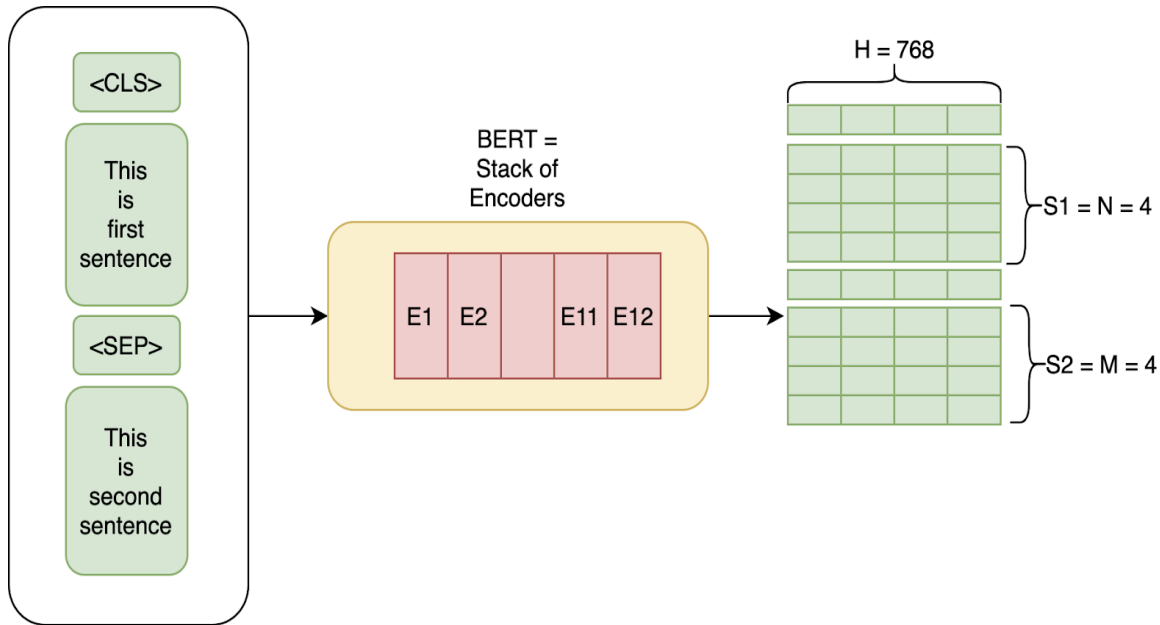 <CLS>
This
is
first
sentence
<SEP>
This
is
second
sentence
BERT =
Stack of
Encoders
E1 E2 E11 E12
H = 768
S1 = N = 4
S2 = M = 4